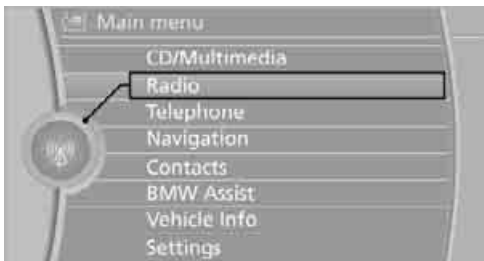 Main menu
CD/Multimedia
Radio
Telephone
Navigation
Contacts
BMW Assist
Vehicle Info
Settings